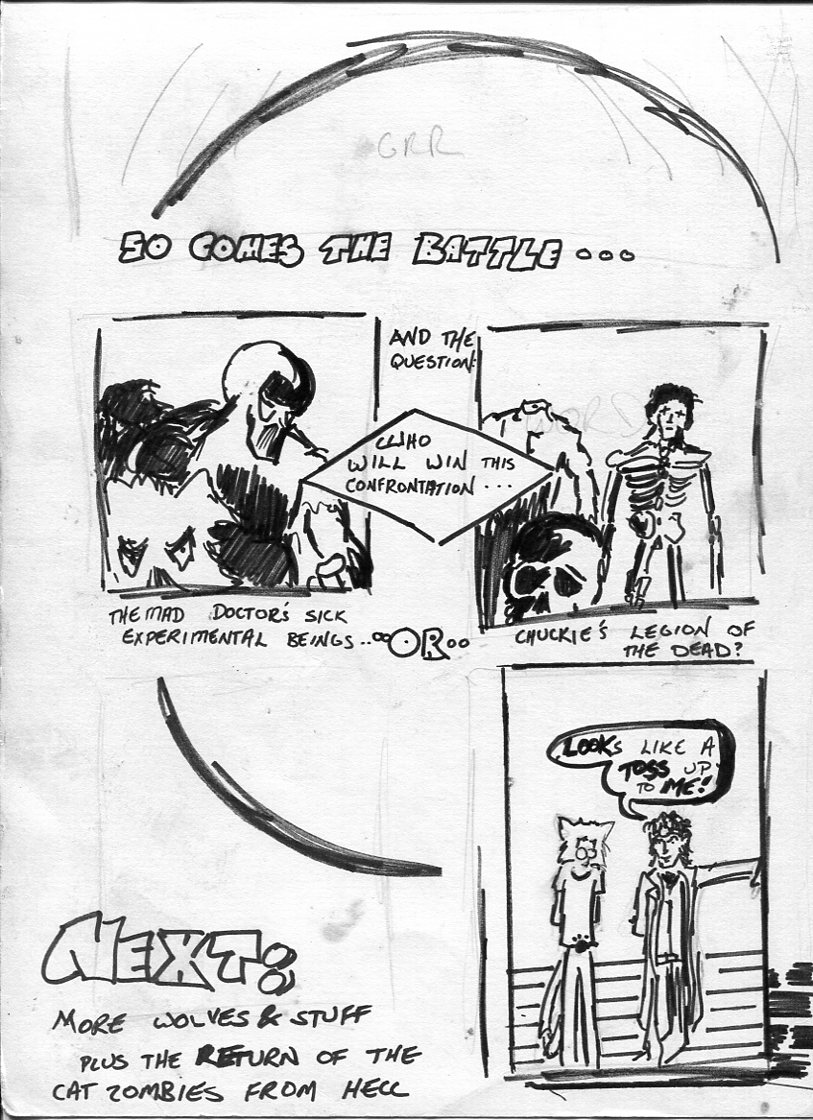 GRR
SO COMES THE BATTLE...
AND THE
QUESTION:
WORD
WHO
WILL WIN THIS
CONFRONTATION...
THE MAD DOCTOR'S SICK
EXPERIMENTAL BEINGS....OR..
CHUCKIE'S LEGION OF
THE DEAD?
LOOKS LIKE A
TOSS UP
TO ME!
NEXT:
MORE WOLVES & STUFF
PLUS THE RETURN OF THE
CAT ZOMBIES FROM HELL